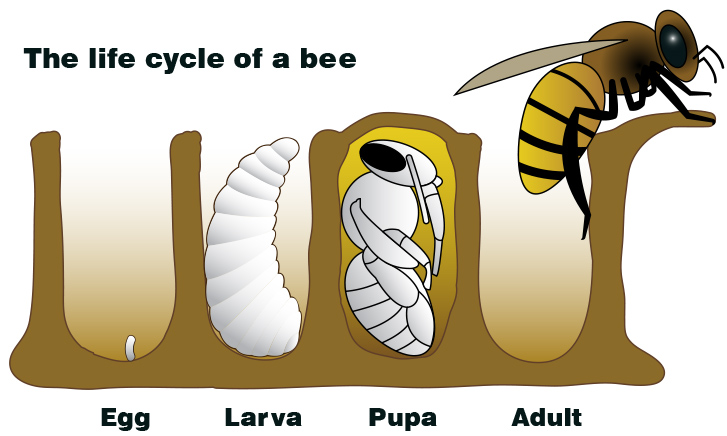 The life cycle of a bee
Egg
Larva
Pupa
Adult